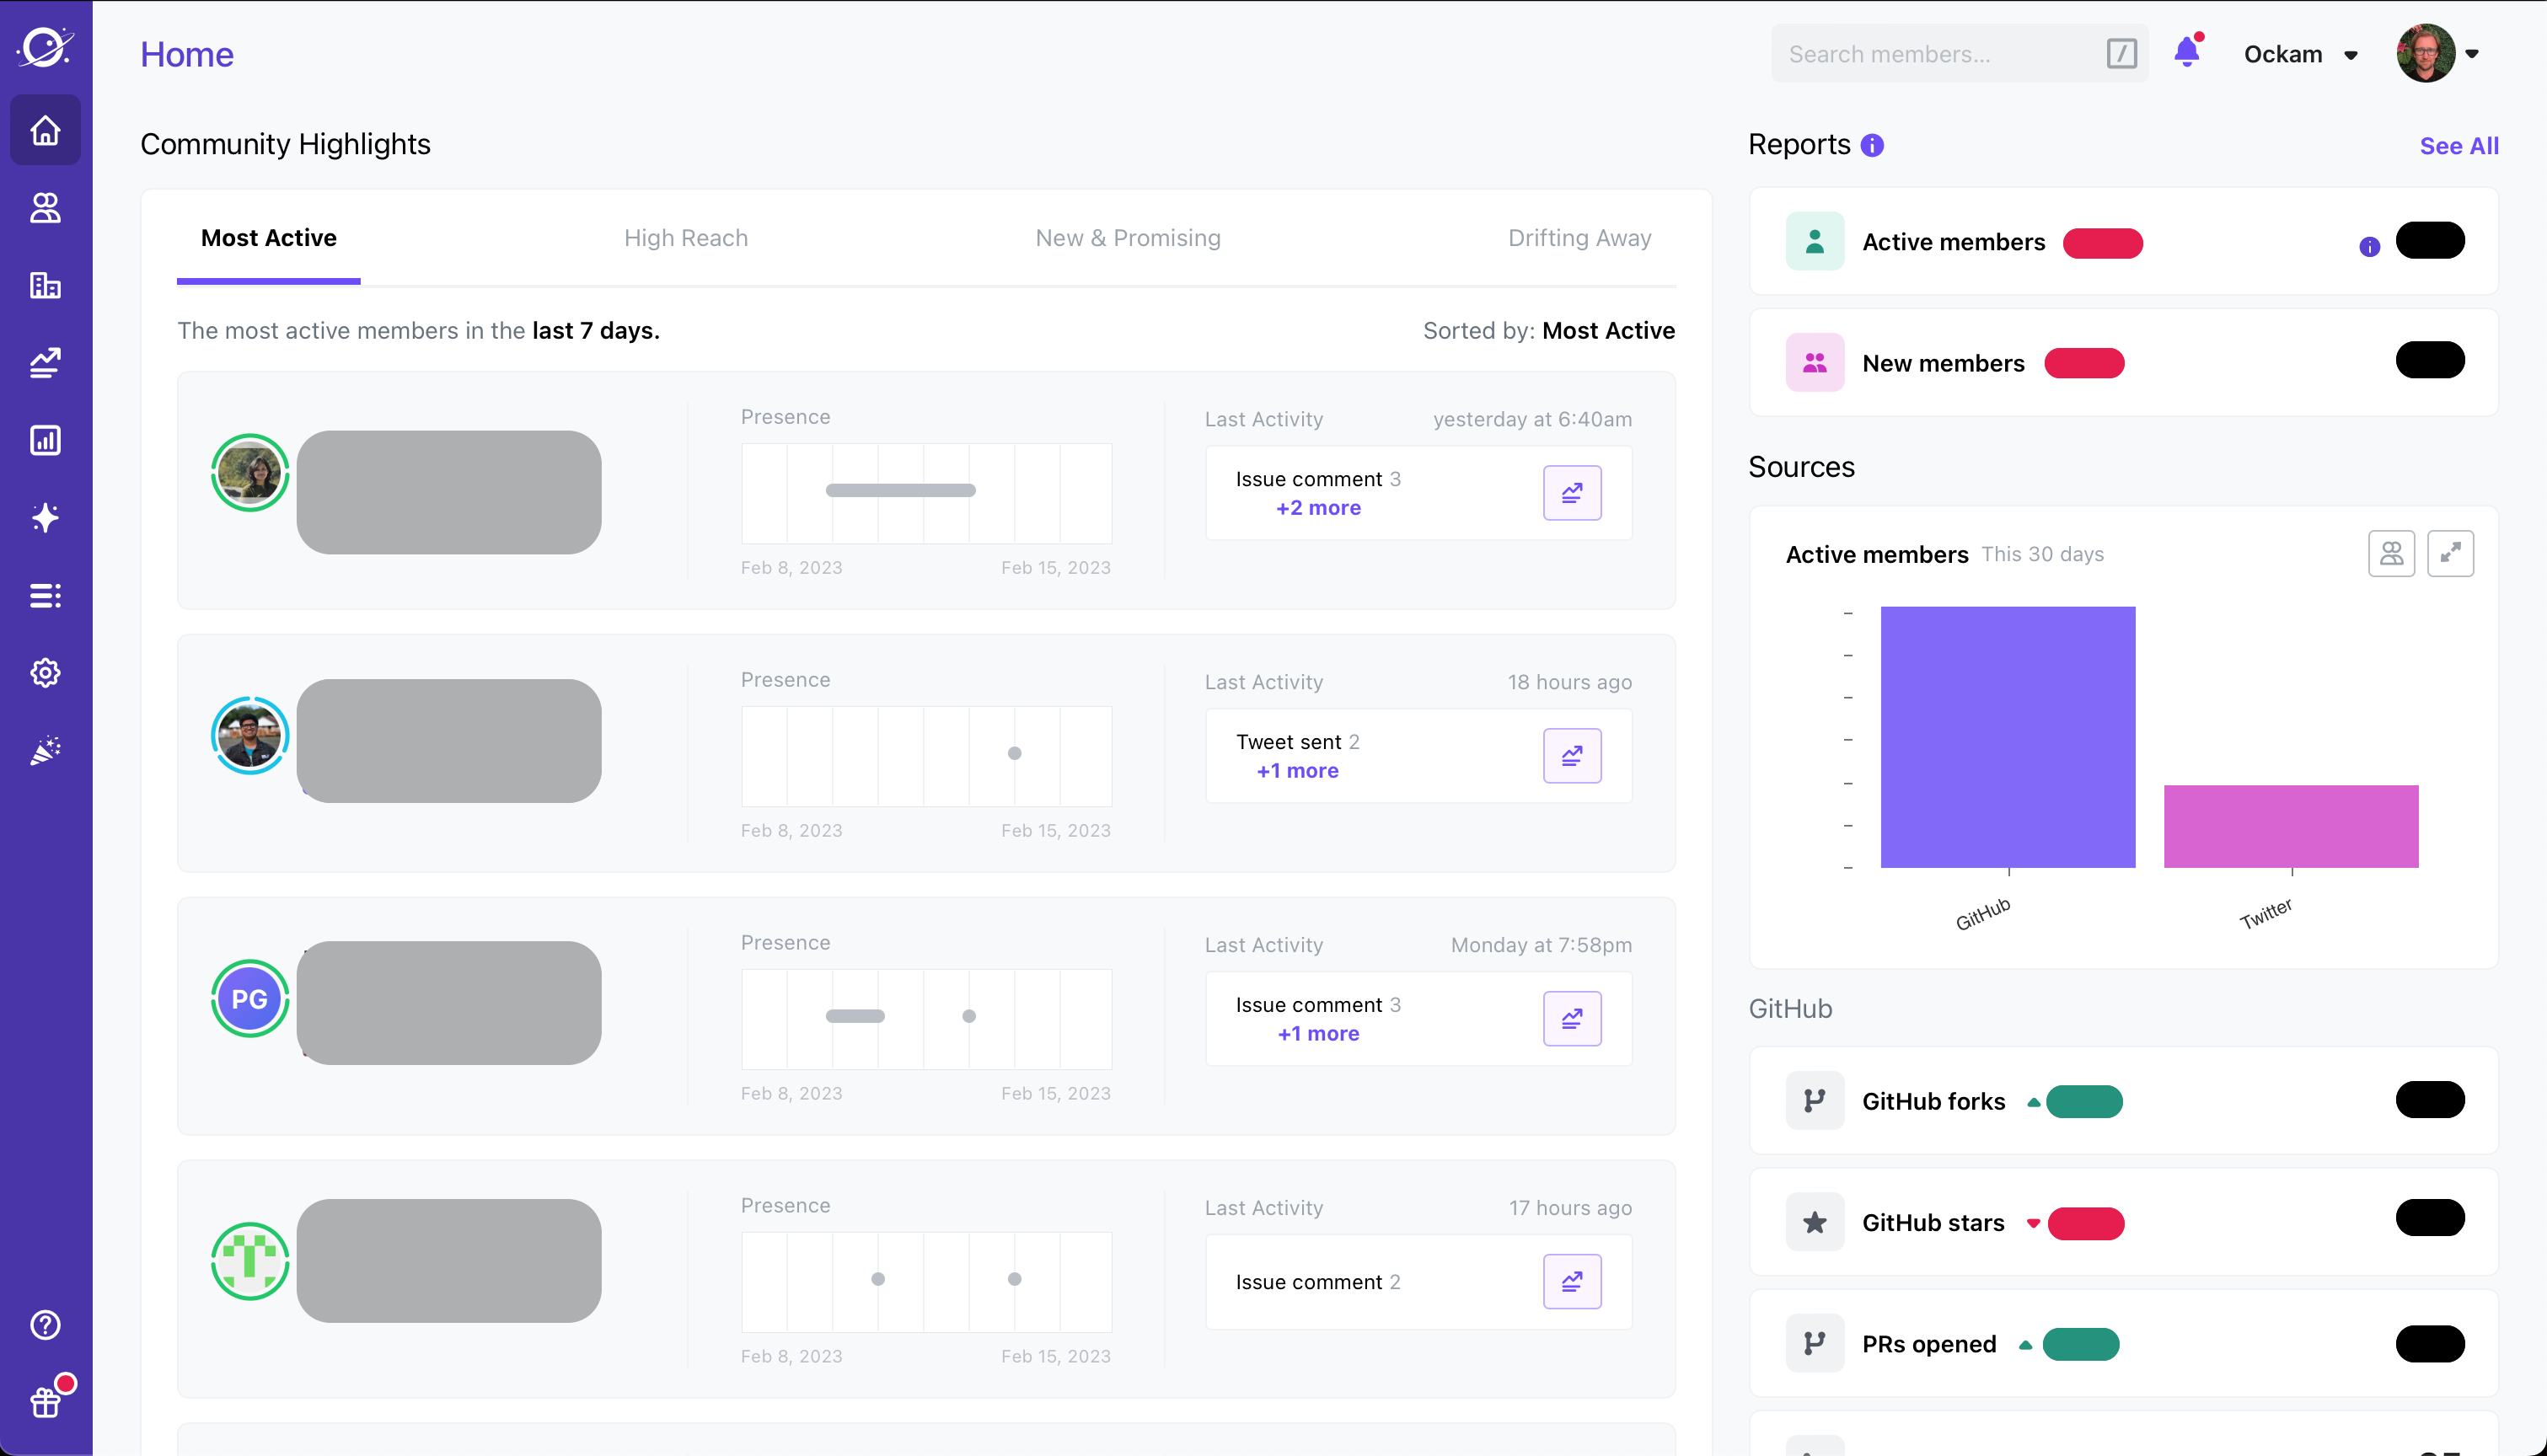 Home
Search members...
/
Ockam
Community Highlights
Most Active
High Reach
New & Promising
Drifting Away
The most active members in the last 7 days.
Sorted by: Most Active
Presence
Feb 8, 2023
Feb 15, 2023
Last Activity
yesterday at 6:40am
Issue comment 3
+2 more
Presence
Feb 8, 2023
Feb 15, 2023
Last Activity
18 hours ago
Tweet sent 2
+1 more
PG
Presence
Feb 8, 2023
Feb 15, 2023
Last Activity
Monday at 7:58pm
Issue comment 3
+1 more
Presence
Feb 8, 2023
Feb 15, 2023
Last Activity
17 hours ago
Issue comment 2
Reports
See All
Active members
New members
Sources
Active members This 30 days
GitHub
Twitter
GitHub
GitHub forks
GitHub stars
PRs opened